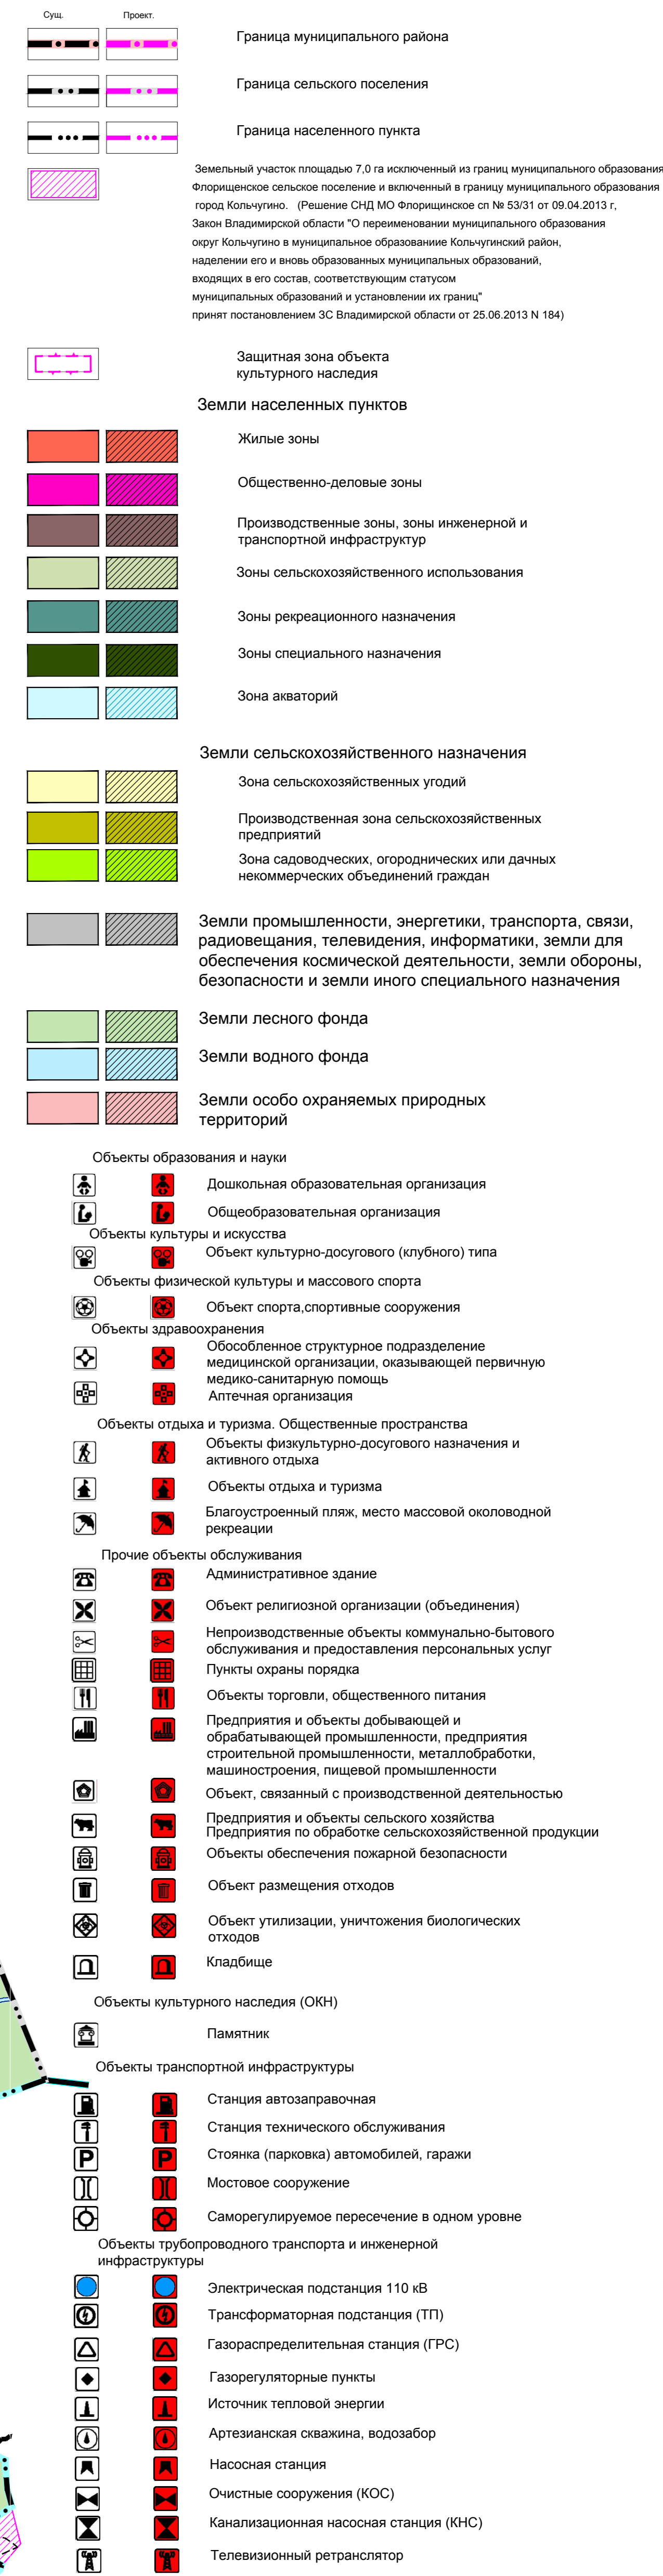 Сущ. Проект.
Граница муниципального района
Граница сельского поселения
Граница населенного пункта
Земельный участок площадью 7,0 га исключенный из границ муниципального образования
Флорищенское сельское поселение и включенный в границу муниципального образования
город Кольчугино. (Решение СНД МО Флорищинское сп № 53/31 от 09.04.2013 г,
Закон Владимирской области "О переименовании муниципального образования
округ Кольчугино в муниципальное образованиие Кольчугинский район,
наделении его и вновь образованных муниципальных образований,
входящих в его состав, соответствующим статусом
муниципальных образований и установлении их границ"
принят постановлением ЗС Владимирской области от 25.06.2013 N 184)
Защитная зона объекта
культурного наследия
Земли населенных пунктов
Жилые зоны
Общественно-деловые зоны
Производственные зоны, зоны инженерной и
транспортной инфраструктур
Зоны сельскохозяйственного использования
Зоны рекреационного назначения
Зоны специального назначения
Зона акваторий
Земли сельскохозяйственного назначения
Зона сельскохозяйственных угодий
Производственная зона сельскохозяйственных
предприятий
Зона садоводческих, огороднических или дачных
некоммерческих объединений граждан
Земли промышленности, энергетики, транспорта, связи,
радиовещания, телевидения, информатики, земли для
обеспечения космической деятельности, земли обороны,
безопасности и земли иного специального назначения
Земли лесного фонда
Земли водного фонда
Земли особо охраняемых природных
территорий
Объекты образования и науки
Дошкольная образовательная организация
Общеобразовательная организация
Объекты культуры и искусства
Объект культурно-досугового (клубного) типа
Объекты физической культуры и массового спорта
Объект спорта,спортивные сооружения
Объекты здравоохранения
Обособленное структурное подразделение
медицинской организации, оказывающей первичную
медико-санитарную помощь
Аптечная организация
Объекты отдыха и туризма. Общественные пространства
Объекты физкультурно-досугового назначения и
активного отдыха
Объекты отдыха и туризма
Благоустроенный пляж, место массовой околоводной
рекреации
Прочие объекты обслуживания
Административное здание
Объект религиозной организации (объединения)
Непроизводственные объекты коммунально-бытового
обслуживания и предоставления персональных услуг
Пункты охраны порядка
Объекты торговли, общественного питания
Предприятия и объекты добывающей и
обрабатывающей промышленности, предприятия
строительной промышленности, металлобработки,
машиностроения, пищевой промышленности
Объект, связанный с производственной деятельностью
Предприятия и объекты сельского хозяйства
Предприятия по обработке сельскохозяйственной продукции
Объекты обеспечения пожарной безопасности
Объект размещения отходов
Объект утилизации, уничтожения биологических
отходов
Кладбище
Объекты культурного наследия (ОКН)
Памятник
Объекты транспортной инфраструктуры
Станция автозаправочная
Станция технического обслуживания
P P Стоянка (парковка) автомобилей, гаражи
Мостовое сооружение
Саморегулируемое пересечение в одном уровне
Объекты трубопроводного транспорта и инженерной
инфраструктуры
Электрическая подстанция 110 кВ
Трансформаторная подстанция (ТП)
Газораспределительная станция (ГРС)
Газорегуляторные пункты
Источник тепловой энергии
Артезианская скважина, водозабор
Насосная станция
Очистные сооружения (КОС)
Канализационная насосная станция (КНС)
Телевизионный ретранслятор